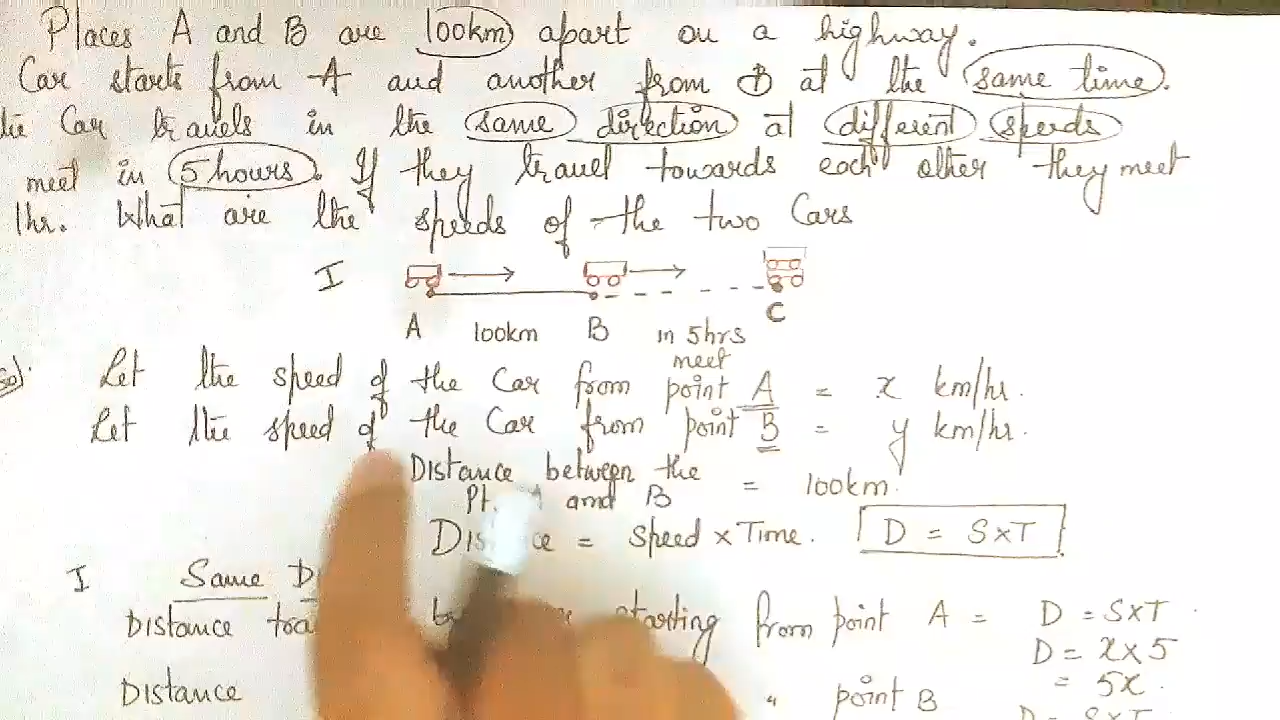 Places A and B are 100km apart on a highway.
Car starts from A and another from B at the same time.
Car travels in the same direction at different speeds
meet in 5 hours. If they travel towards each other they meet
1hr. What are the speeds of the two Cars
I
A 100km B in 5hrs C
meet
Let the speed of the Car from point A = x km/hr.
Let the speed of the Car from point B = y km/hr.
Distance between the
Pt. A and B = 100km.
Distance = Speed × Time. D = S×T
I Same D
Distance starting from point A = D = S×T
D = x×5
= 5x.
Distance " point B
D = S×T